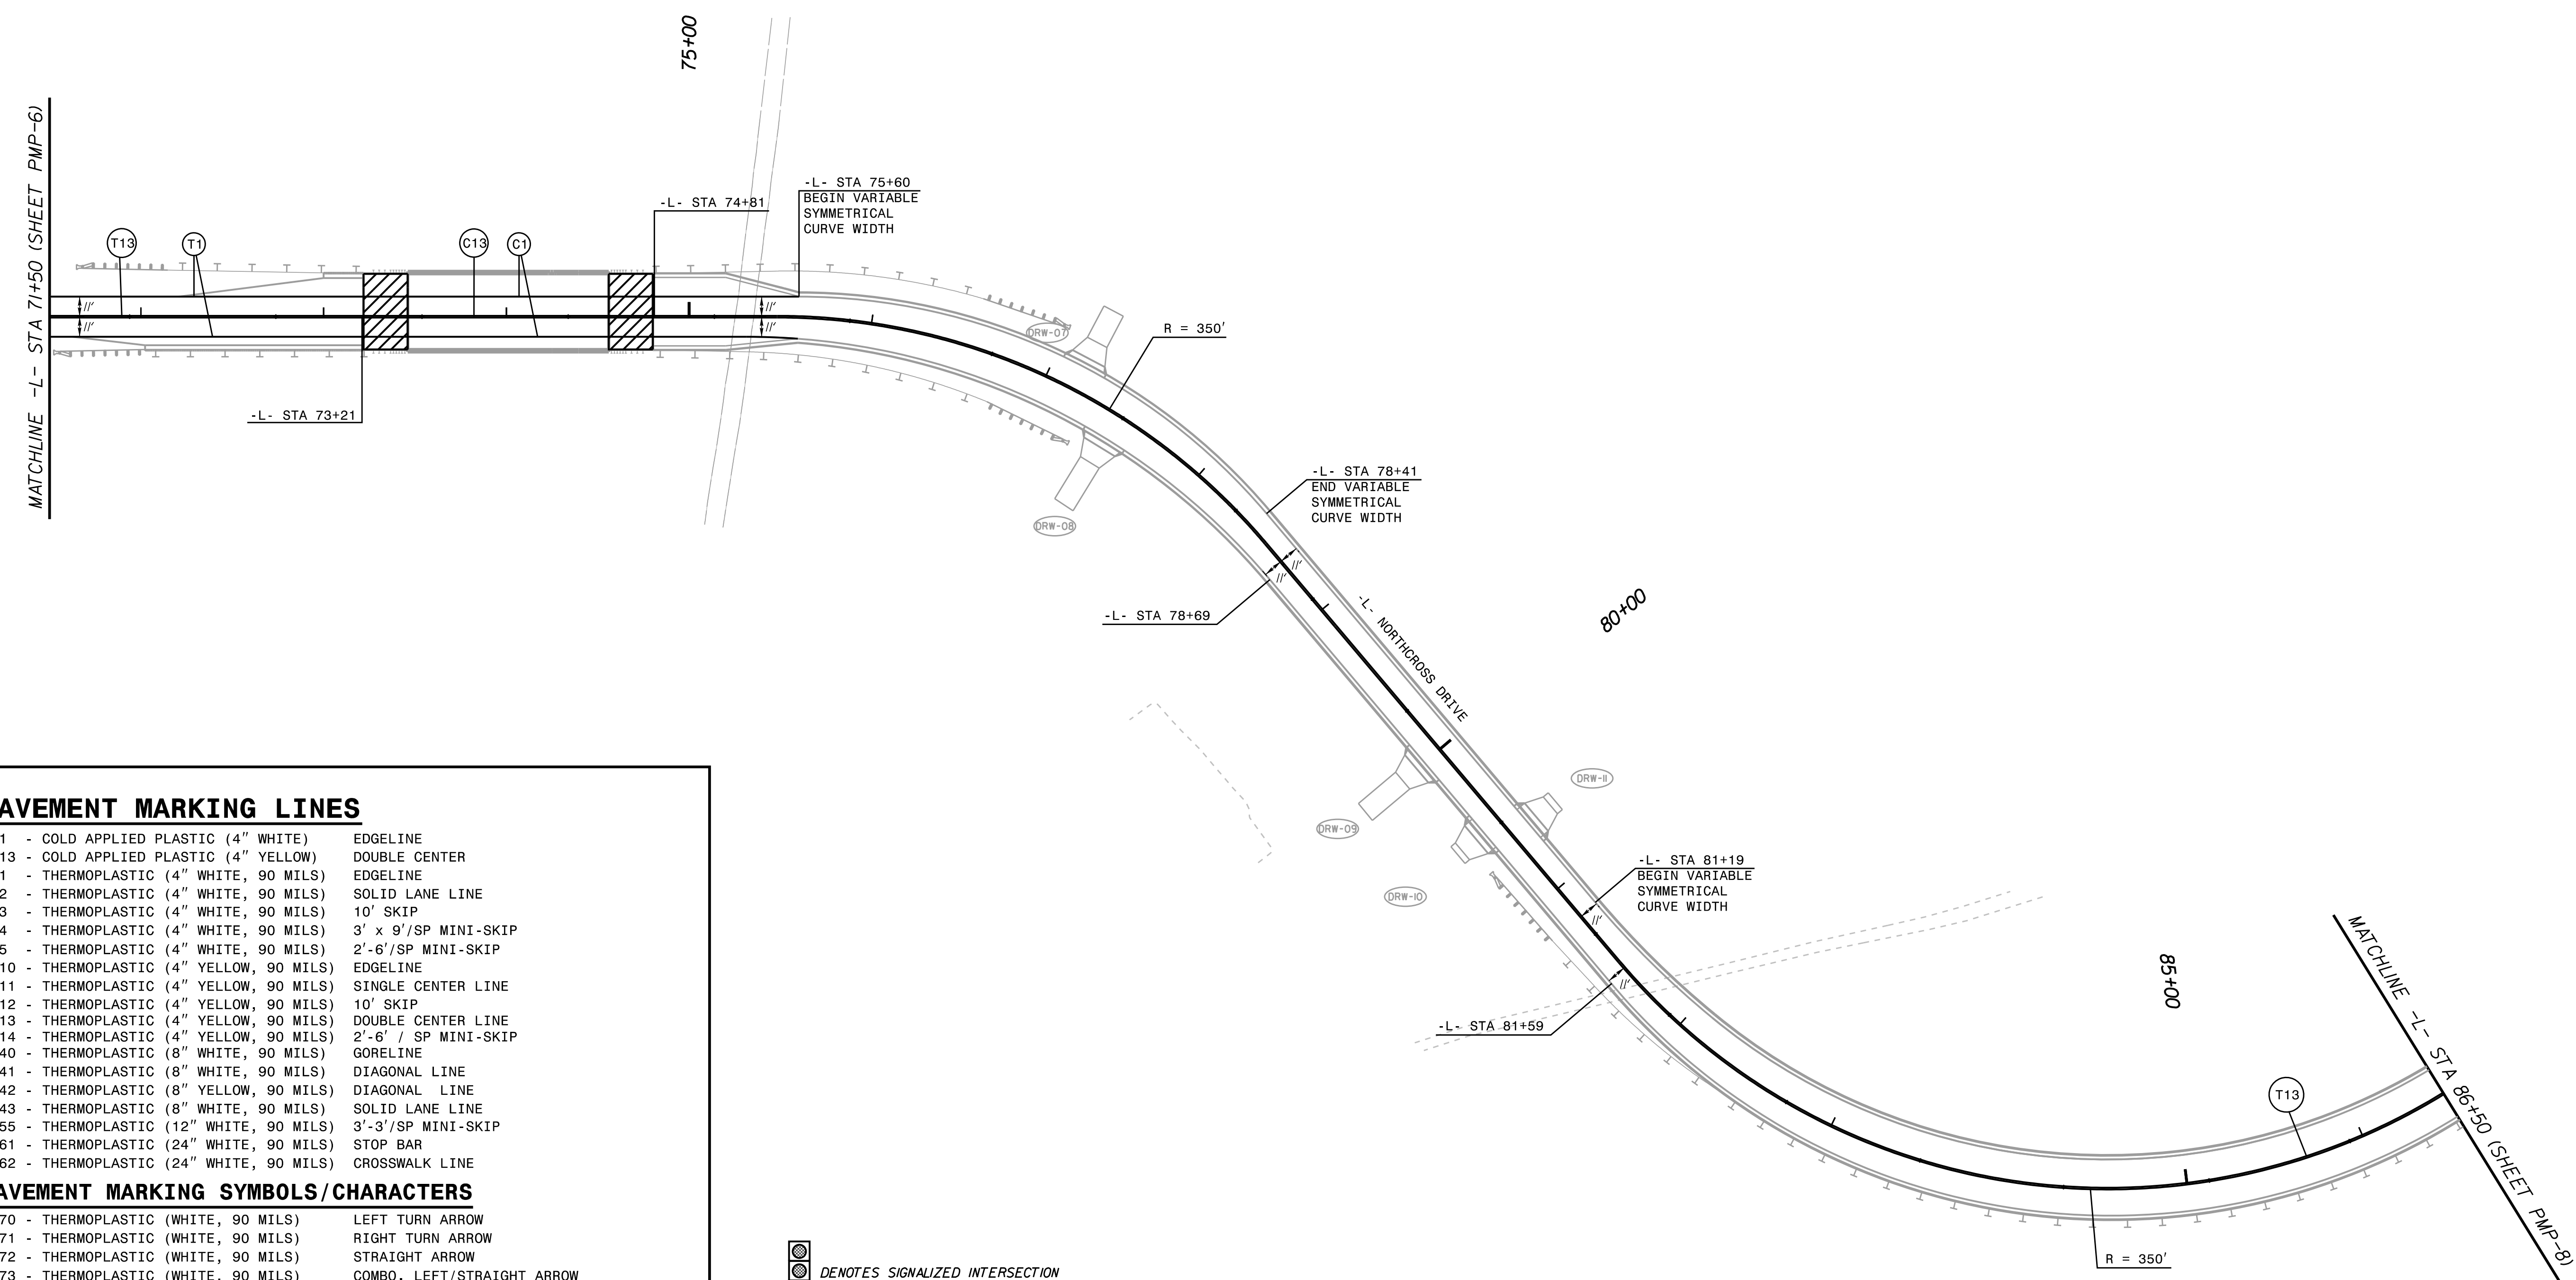 75+00
MATCHLINE -L- STA 71+50 (SHEET PMP-6)
-L- STA 75+60
BEGIN VARIABLE
SYMMETRICAL
CURVE WIDTH
-L- STA 74+81
T13
T1
C13
C1
11'
11'
11'
11'
DRW-07
R = 350'
-L- STA 73+21
DRW-08
-L- STA 78+41
END VARIABLE
SYMMETRICAL
CURVE WIDTH
11'
11'
-L- STA 78+69
-L- NORTHCROSS DRIVE
80+00
DRW-11
DRW-09
DRW-10
-L- STA 81+19
BEGIN VARIABLE
SYMMETRICAL
CURVE WIDTH
11'
11'
-L- STA 81+59
85+00
MATCHLINE -L- STA 86+50 (SHEET PMP-8)
T13
R = 350'
AVEMENT MARKING LINES
1 - COLD APPLIED PLASTIC (4" WHITE) EDGELINE
13 - COLD APPLIED PLASTIC (4" YELLOW) DOUBLE CENTER
1 - THERMOPLASTIC (4" WHITE, 90 MILS) EDGELINE
2 - THERMOPLASTIC (4" WHITE, 90 MILS) SOLID LANE LINE
3 - THERMOPLASTIC (4" WHITE, 90 MILS) 10' SKIP
4 - THERMOPLASTIC (4" WHITE, 90 MILS) 3' x 9'/SP MINI-SKIP
5 - THERMOPLASTIC (4" WHITE, 90 MILS) 2'-6'/SP MINI-SKIP
10 - THERMOPLASTIC (4" YELLOW, 90 MILS) EDGELINE
11 - THERMOPLASTIC (4" YELLOW, 90 MILS) SINGLE CENTER LINE
12 - THERMOPLASTIC (4" YELLOW, 90 MILS) 10' SKIP
13 - THERMOPLASTIC (4" YELLOW, 90 MILS) DOUBLE CENTER LINE
14 - THERMOPLASTIC (4" YELLOW, 90 MILS) 2'-6' / SP MINI-SKIP
40 - THERMOPLASTIC (8" WHITE, 90 MILS) GORELINE
41 - THERMOPLASTIC (8" WHITE, 90 MILS) DIAGONAL LINE
42 - THERMOPLASTIC (8" YELLOW, 90 MILS) DIAGONAL LINE
43 - THERMOPLASTIC (8" WHITE, 90 MILS) SOLID LANE LINE
55 - THERMOPLASTIC (12" WHITE, 90 MILS) 3'-3'/SP MINI-SKIP
61 - THERMOPLASTIC (24" WHITE, 90 MILS) STOP BAR
62 - THERMOPLASTIC (24" WHITE, 90 MILS) CROSSWALK LINE
AVEMENT MARKING SYMBOLS/CHARACTERS
70 - THERMOPLASTIC (WHITE, 90 MILS) LEFT TURN ARROW
71 - THERMOPLASTIC (WHITE, 90 MILS) RIGHT TURN ARROW
72 - THERMOPLASTIC (WHITE, 90 MILS) STRAIGHT ARROW
73 - THERMOPLASTIC (WHITE, 90 MILS) COMBO. LEFT/STRAIGHT ARROW
DENOTES SIGNALIZED INTERSECTION